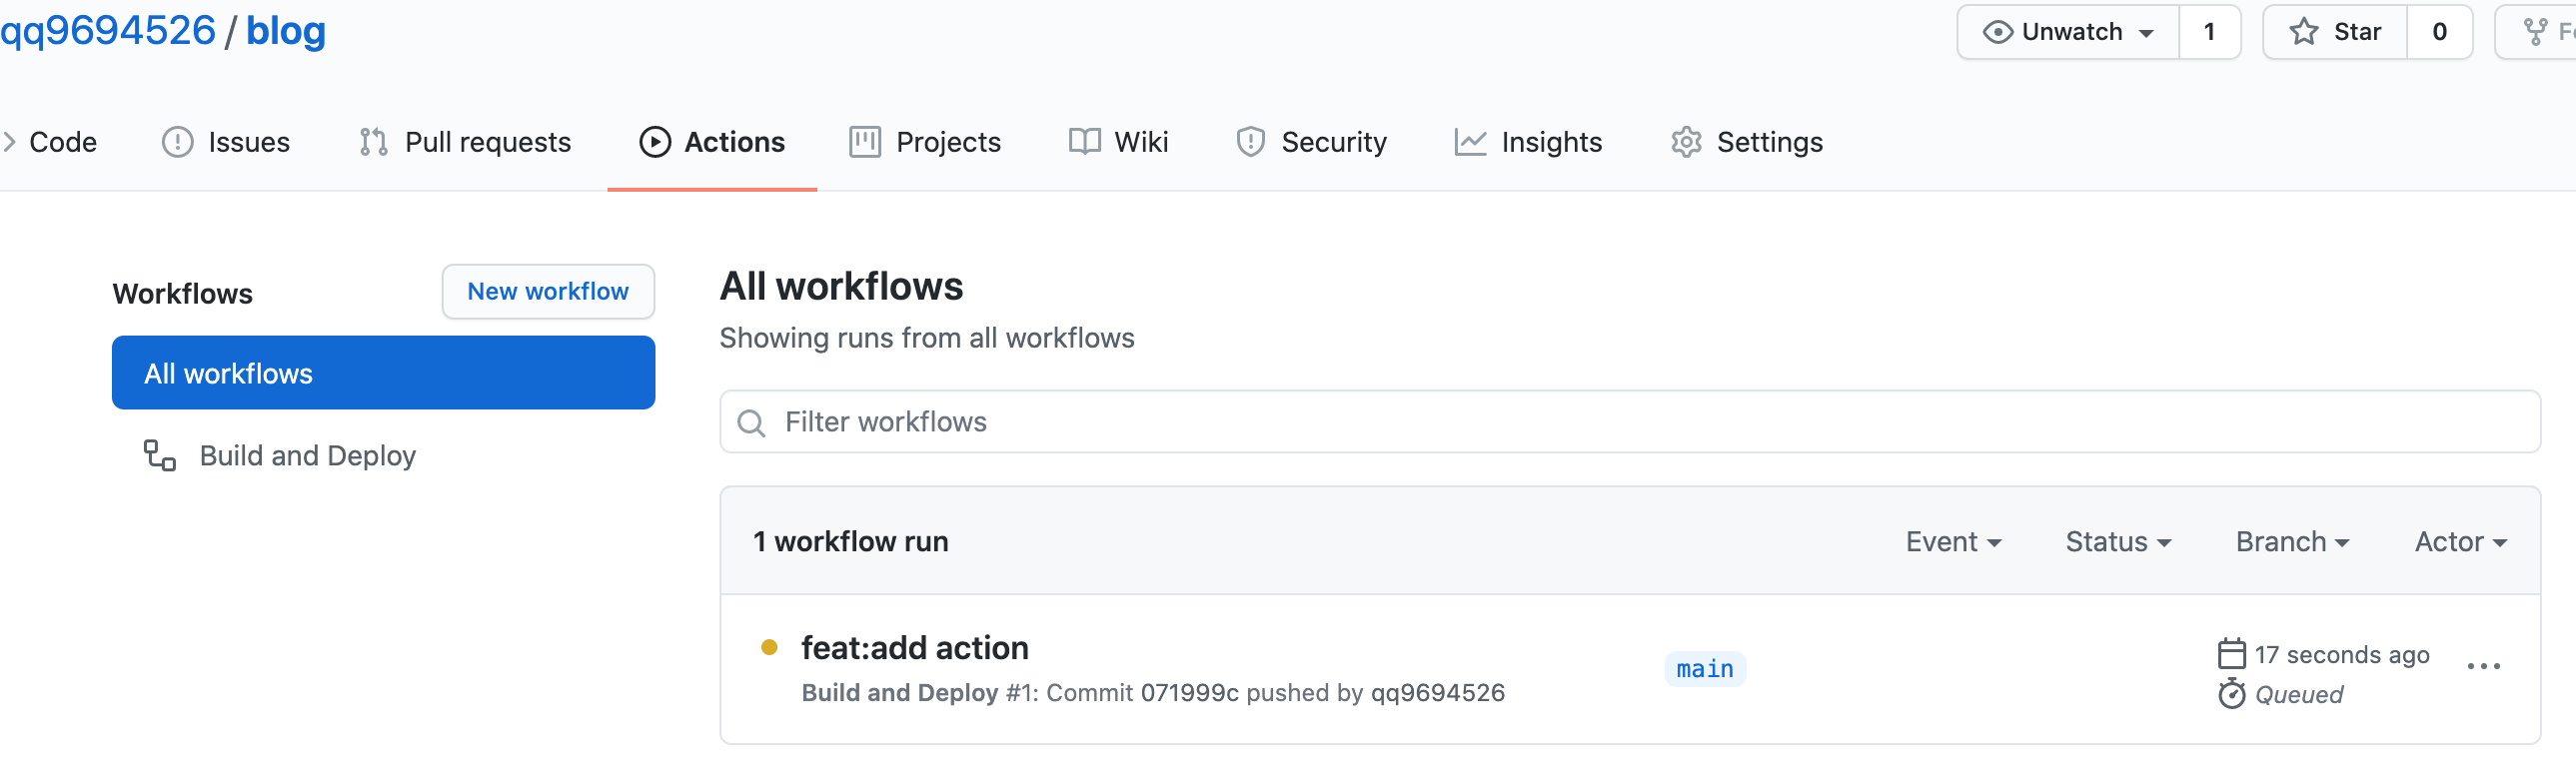 qq9694526 / blog
Unwatch 1 Star 0
Code Issues Pull requests Actions Projects Wiki Security Insights Settings
Workflows New workflow
All workflows
Build and Deploy
All workflows
Showing runs from all workflows
Filter workflows
1 workflow run Event Status Branch Actor
feat:add action
Build and Deploy #1: Commit 071999c pushed by qq9694526
main
17 seconds ago
Queued